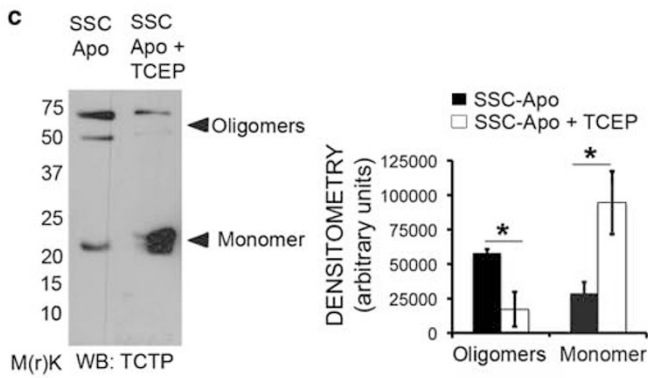 c
SSC
Apo
SSC
Apo +
TCEP
75
50
37
25
20
15
10
Oligomers
Monomer
M(r)K WB: TCTP
SSC-Apo
SSC-Apo + TCEP
DENSITOMETRY
(arbitrary units)
125000
100000
75000
50000
25000
0
*
*
Oligomers Monomer